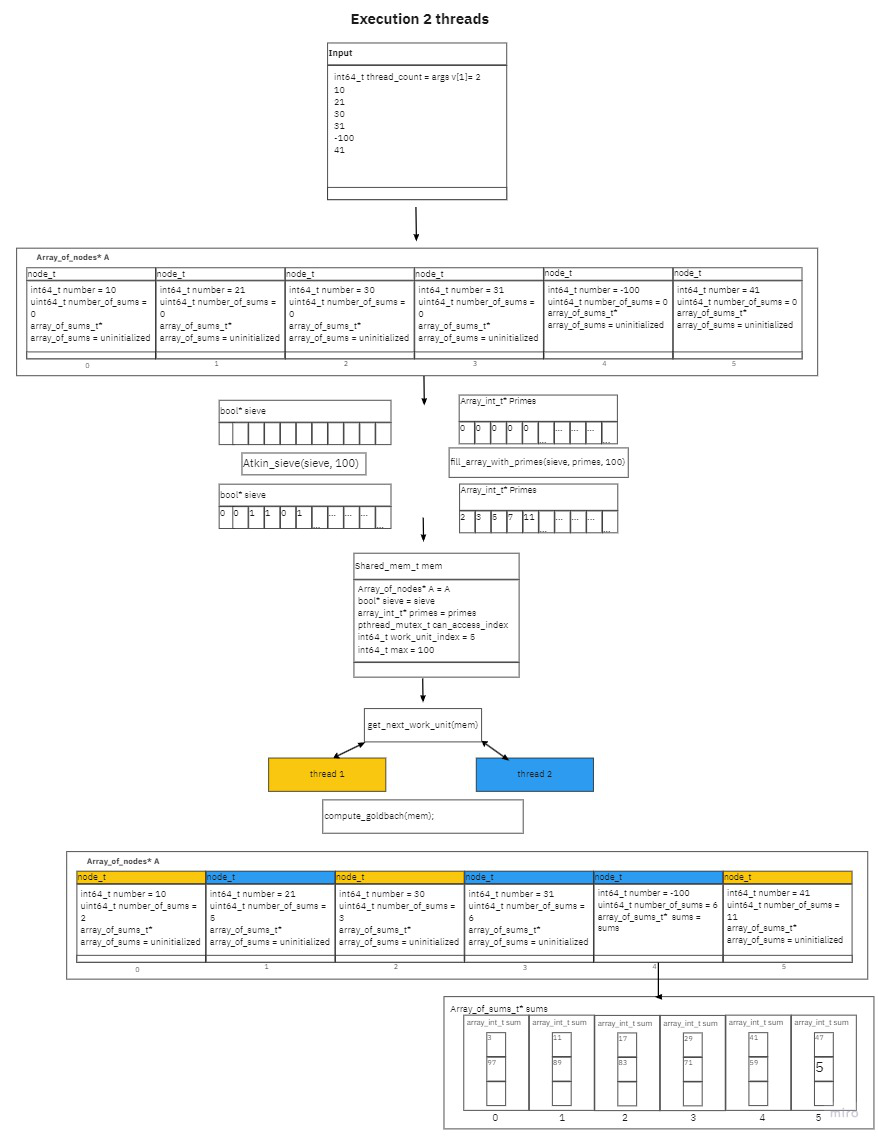 Execution 2 threads
Input
int64_t thread_count = args v[1]= 2
10
21
30
31
-100
41
Array_of_nodes* A
node_t
int64_t number = 10
uint64_t number_of_sums =
0
array_of_sums_t*
array_of_sums = uninitialized
0
node_t
int64_t number = 21
uint64_t number_of_sums =
0
array_of_sums_t*
array_of_sums = uninitialized
1
node_t
int64_t number = 30
uint64_t number_of_sums =
0
array_of_sums_t*
array_of_sums = uninitialized
2
node_t
int64_t number = 31
uint64_t number_of_sums =
0
array_of_sums_t*
array_of_sums = uninitialized
3
node_t
int64_t number = -100
uint64_t number_of_sums = 0
array_of_sums_t*
array_of_sums = uninitialized
4
node_t
int64_t number = 41
uint64_t number_of_sums = 0
array_of_sums_t*
array_of_sums = uninitialized
5
bool* sieve
Array_int_t* Primes
0 0 0 0 0 ... ... ... ... ...
Atkin_sieve(sieve, 100)
fill_array_with_primes(sieve, primes, 100)
bool* sieve
0 0 1 1 0 1 ... ... ... ... ...
Array_int_t* Primes
2 3 5 7 11 ... ... ... ... ...
Shared_mem_t mem
Array_of_nodes* A = A
bool* sieve = sieve
array_int_t* primes = primes
pthread_mutex_t can_access_index
int64_t work_unit_index = 5
int64_t max = 100
get_next_work_unit(mem)
thread 1
thread 2
compute_goldbach(mem);
Array_of_nodes* A
node_t
int64_t number = 10
uint64_t number_of_sums =
2
array_of_sums_t*
array_of_sums = uninitialized
0
node_t
int64_t number = 21
uint64_t number_of_sums =
5
array_of_sums_t*
array_of_sums = uninitialized
1
node_t
int64_t number = 30
uint64_t number_of_sums =
3
array_of_sums_t*
array_of_sums = uninitialized
2
node_t
int64_t number = 31
uint64_t number_of_sums =
6
array_of_sums_t*
array_of_sums = uninitialized
3
node_t
int64_t number = -100
uint64_t number_of_sums = 6
array_of_sums_t* sums =
sums
4
node_t
int64_t number = 41
uint64_t number_of_sums =
11
array_of_sums_t*
array_of_sums = uninitialized
5
Array_of_sums_t* sums
array_int_t sum
3
97
0
array_int_t sum
11
89
1
array_int_t sum
17
83
2
array_int_t sum
29
71
3
array_int_t sum
41
59
4
array_int_t sum
47
5
5
miro